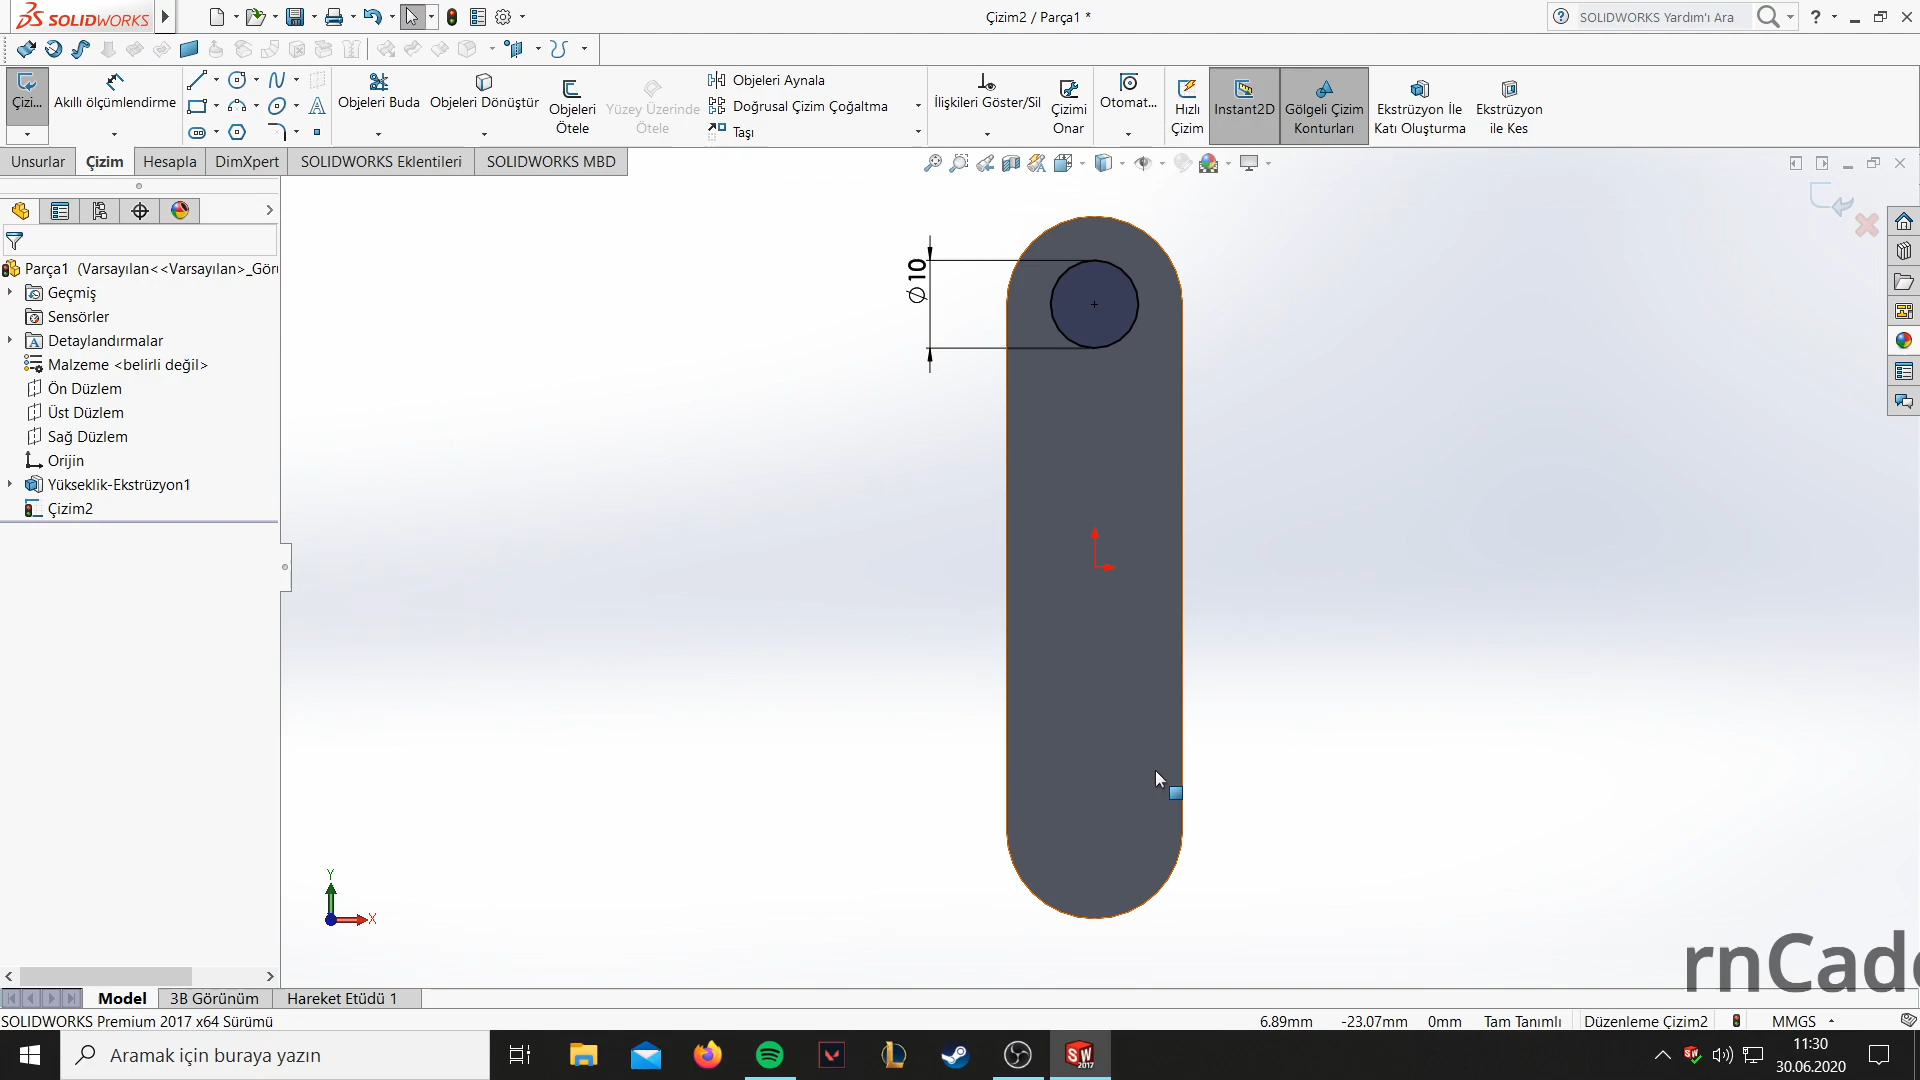 SOLIDWORKS
Çizim2 / Parça1 *
SOLIDWORKS Yardım'ı Ara
?
Çizi...
Akıllı ölçümlendirme
Objeleri Buda
Objeleri Dönüştür
Objeleri
Ötele
Yüzey Üzerinde
Ötele
Objeleri Aynala
Doğrusal Çizim Çoğaltma
Taşı
İlişkileri Göster/Sil
Çizimi
Onar
Otomat...
Hızlı
Çizim
Instant2D
Gölgeli Çizim
Konturları
Ekstrüzyon İle
Katı Oluşturma
Ekstrüzyon
ile Kes
Unsurlar
Çizim
Hesapla
DimXpert
SOLIDWORKS Eklentileri
SOLIDWORKS MBD
Parça1 (Varsayılan<<Varsayılan>_Görü
Geçmiş
Sensörler
Detaylandırmalar
Malzeme <belirli değil>
Ön Düzlem
Üst Düzlem
Sağ Düzlem
Orijin
Yükseklik-Ekstrüzyon1
Çizim2
∅10
Y
X
rnCade
Model
3B Görünüm
Hareket Etüdü 1
SOLIDWORKS Premium 2017 x64 Sürümü
6.89mm
-23.07mm
0mm
Tam Tanımlı
Düzenleme Çizim2
MMGS
Aramak için buraya yazın
SW
2017
11:30
30.06.2020